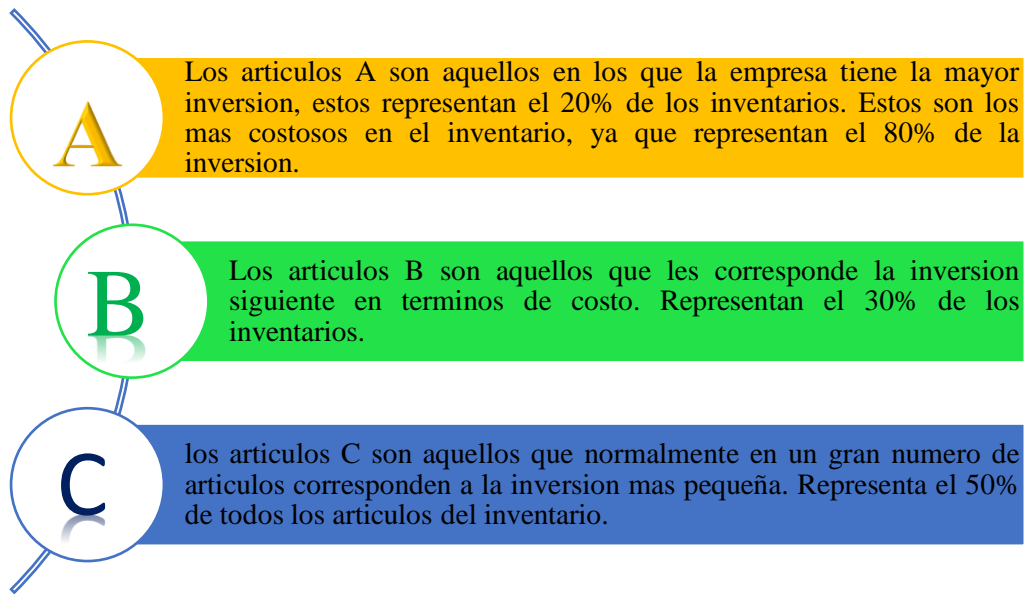 A
Los articulos A son aquellos en los que la empresa tiene la mayor
inversion, estos representan el 20% de los inventarios. Estos son los
mas costosos en el inventario, ya que representan el 80% de la
inversion.
B
Los articulos B son aquellos que les corresponde la inversion
siguiente en terminos de costo. Representan el 30% de los
inventarios.
C
los articulos C son aquellos que normalmente en un gran numero de
articulos corresponden a la inversion mas pequeña. Representa el 50%
de todos los articulos del inventario.